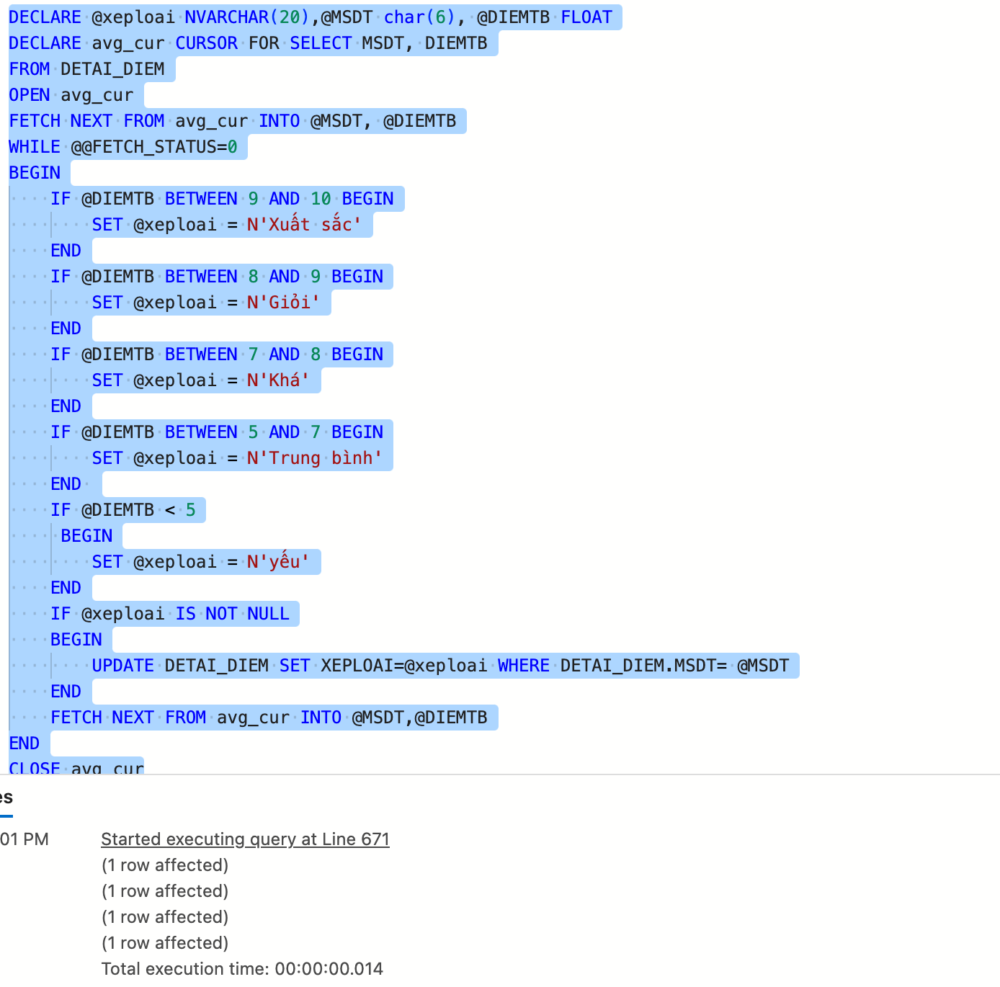 DECLARE @xeploai NVARCHAR(20),@MSDT char(6), @DIEMTB FLOAT
DECLARE avg_cur CURSOR FOR SELECT MSDT, DIEMTB
FROM DETAI_DIEM
OPEN avg_cur
FETCH NEXT FROM avg_cur INTO @MSDT, @DIEMTB
WHILE @@FETCH_STATUS=0
BEGIN
    IF @DIEMTB BETWEEN 9 AND 10 BEGIN
        SET @xeploai = N'Xuất sắc'
    END
    IF @DIEMTB BETWEEN 8 AND 9 BEGIN
        SET @xeploai = N'Giỏi'
    END
    IF @DIEMTB BETWEEN 7 AND 8 BEGIN
        SET @xeploai = N'Khá'
    END
    IF @DIEMTB BETWEEN 5 AND 7 BEGIN
        SET @xeploai = N'Trung bình'
    END
    IF @DIEMTB < 5
     BEGIN
        SET @xeploai = N'yếu'
    END
    IF @xeploai IS NOT NULL
    BEGIN
        UPDATE DETAI_DIEM SET XEPLOAI=@xeploai WHERE DETAI_DIEM.MSDT= @MSDT
    END
    FETCH NEXT FROM avg_cur INTO @MSDT,@DIEMTB
END
CLOSE avg_cur
es
01 PM Started executing query at Line 671
(1 row affected)
(1 row affected)
(1 row affected)
(1 row affected)
Total execution time: 00:00:00.014